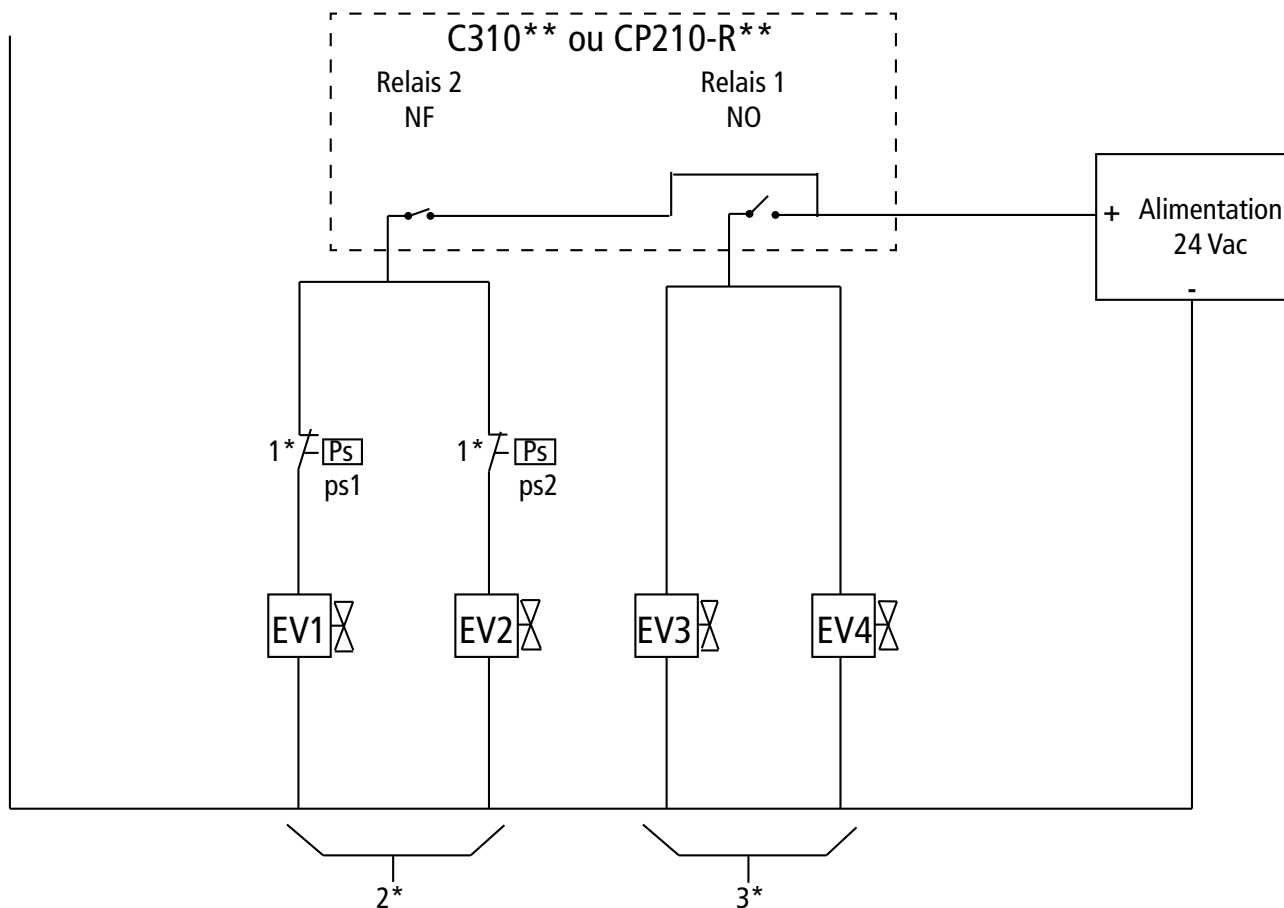 C310** ou CP210-R**
Relais 2
NF
Relais 1
NO
+
Alimentation
24 Vac
-
1*
Ps
ps1
1*
Ps
ps2
EV1
EV2
EV3
EV4
2*
3*